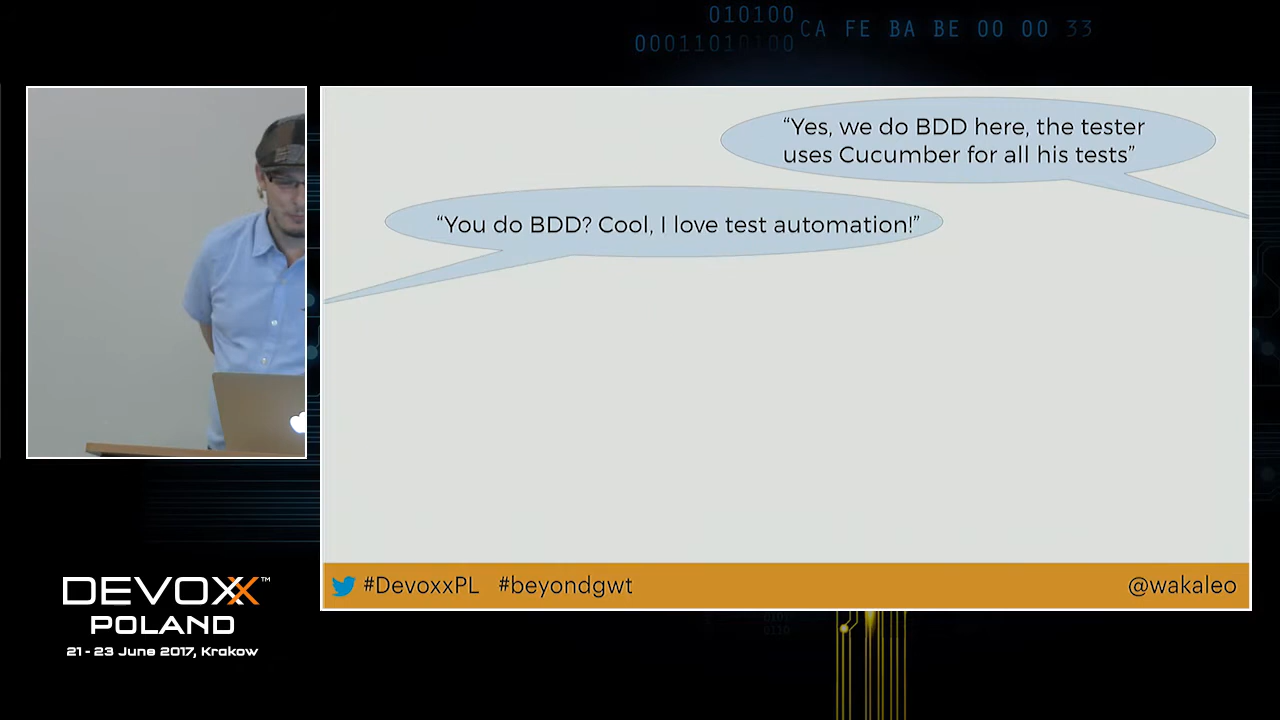 010100
00011010100
CA FE BA BE 00 00 33
“Yes, we do BDD here, the tester
uses Cucumber for all his tests”
“You do BDD? Cool, I love test automation!”
#DevoxxPL #beyondgwt
@wakaleo
DEVOXX™
POLAND
21 - 23 June 2017, Krakow